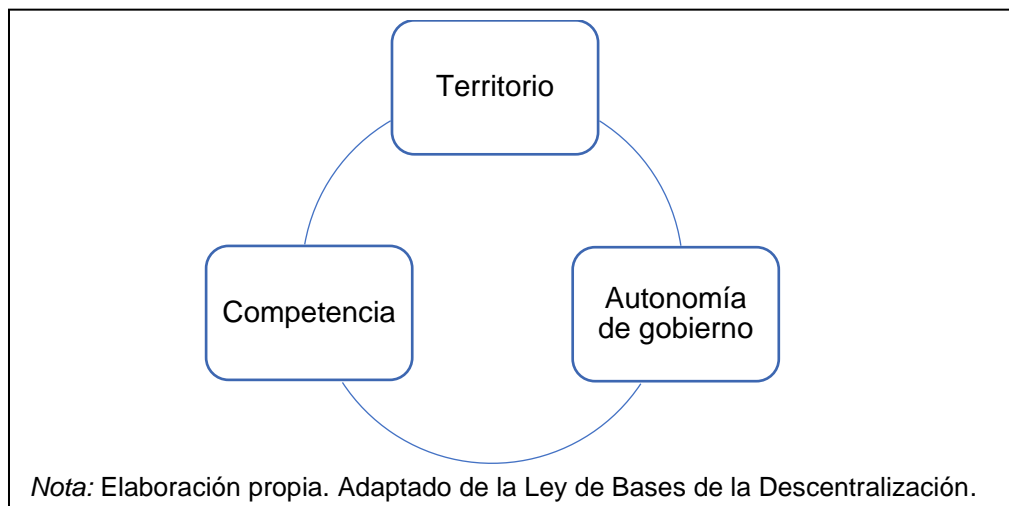 Territorio
Competencia
Autonomía
de gobierno
Nota: Elaboración propia. Adaptado de la Ley de Bases de la Descentralización.